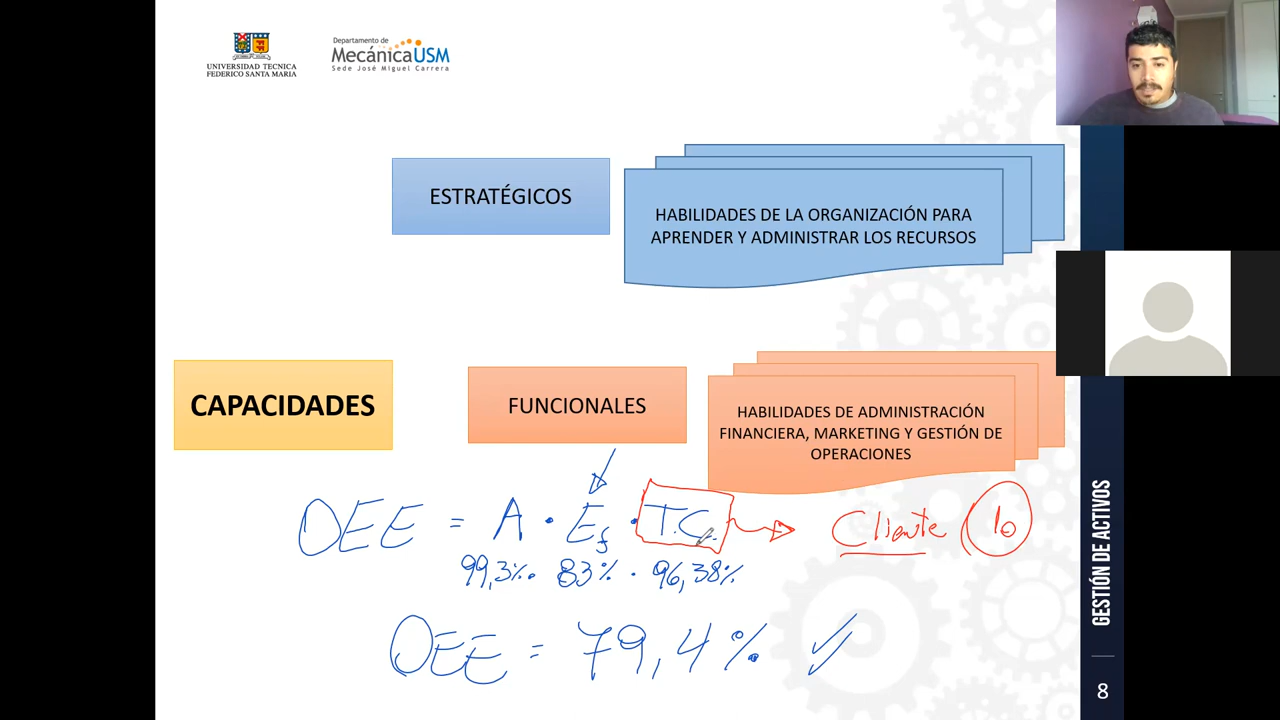 UNIVERSIDAD TECNICA
FEDERICO SANTA MARIA
Departamento de
MecánicaUSM
Sede José Miguel Carrera
ESTRATÉGICOS
HABILIDADES DE LA ORGANIZACIÓN PARA
APRENDER Y ADMINISTRAR LOS RECURSOS
CAPACIDADES
FUNCIONALES
HABILIDADES DE ADMINISTRACIÓN
FINANCIERA, MARKETING Y GESTIÓN DE
OPERACIONES
OEE = A · Ef · T.C. Cliente
99,3% · 83% · 96,38%
OEE = 79,4%
GESTIÓN DE ACTIVOS
8